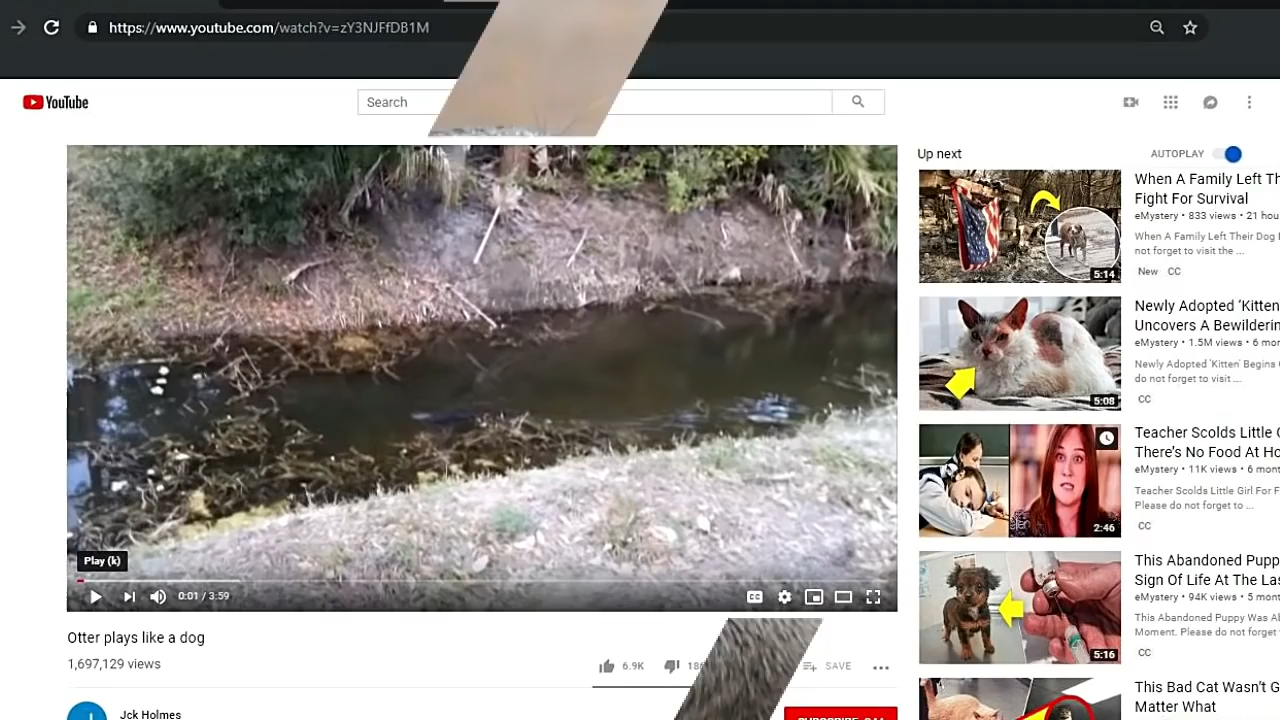 https://www.youtube.com/watch?v=zY3NJFfDB1M
YouTube
Search
Up next
AUTOPLAY
When A Family Left Th
Fight For Survival
eMystery • 833 views • 21 hou
When A Family Left Their Dog
not forget to visit the ...
New CC
5:14
Newly Adopted ‘Kitten
Uncovers A Bewilderin
eMystery • 1.5M views • 6 mon
Newly Adopted 'Kitten' Begins
do not forget to visit ....
CC
5:08
Teacher Scolds Little
There's No Food At Ho
eMystery • 11K views • 6 mont
Teacher Scolds Little Girl For F
Please do not forget to ...
CC
2:46
This Abandoned Pupp
Sign Of Life At The Las
eMystery • 94K views • 5 mont
This Abandoned Puppy Was Ab
Moment. Please do not forget ...
CC
5:16
This Bad Cat Wasn't G
Matter What
Play (k)
0:01 / 3:59
CC
Otter plays like a dog
1,697,129 views
6.9K
SAVE
Jck Holmes